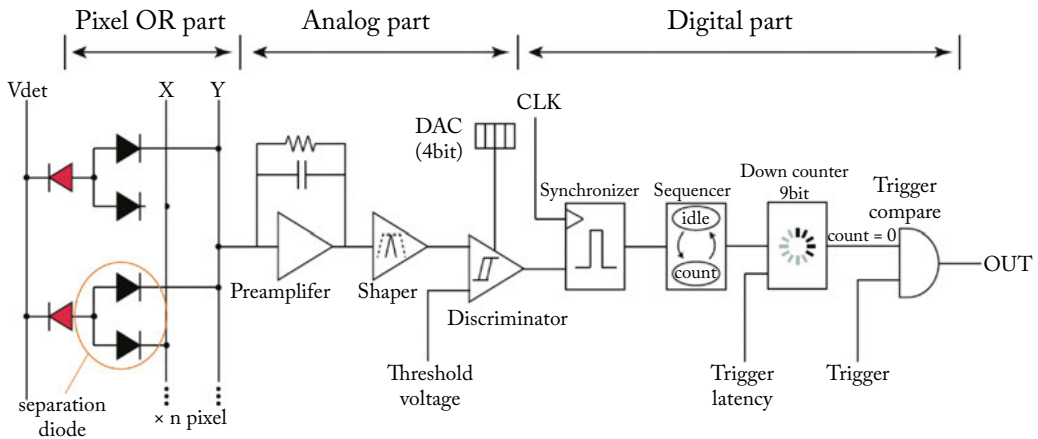 Pixel OR part
Analog part
Digital part
Vdet
X
Y
CLK
DAC
(4bit)
Synchronizer
Sequencer
Down counter
9bit
Trigger
compare
idle
count
count = 0
OUT
Preamplifer
Shaper
Discriminator
Threshold
voltage
Trigger
latency
Trigger
separation
diode
× n pixel